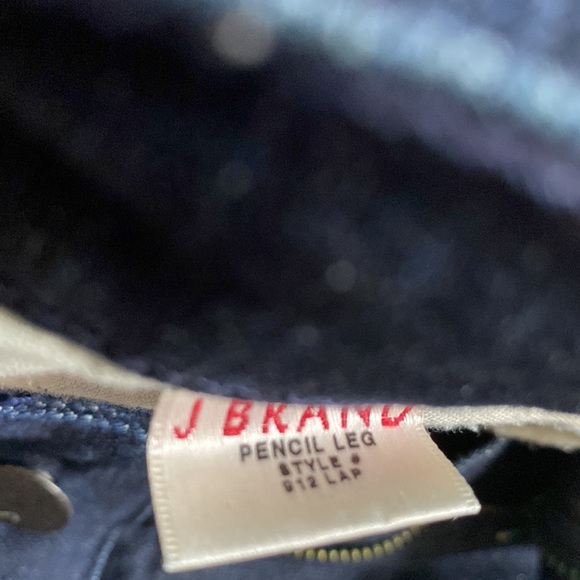 J BRAND
PENCIL LEG
STYLE #
912 LAP